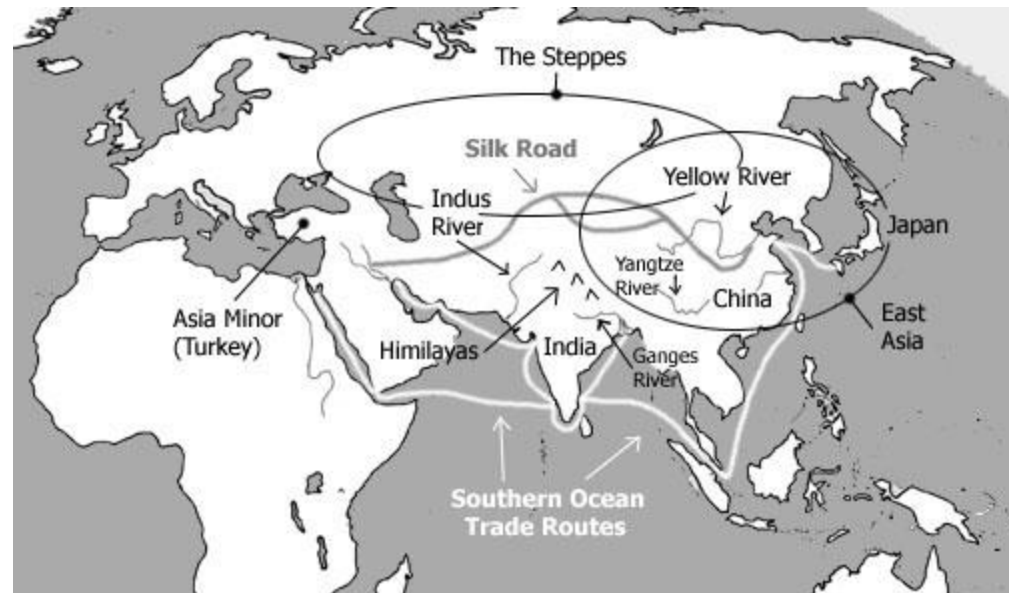 The Steppes
Silk Road
Yellow River
Indus
River
Japan
Yangtze
River
China
Asia Minor
(Turkey)
Himilayas
India
Ganges
River
East
Asia
Southern Ocean
Trade Routes